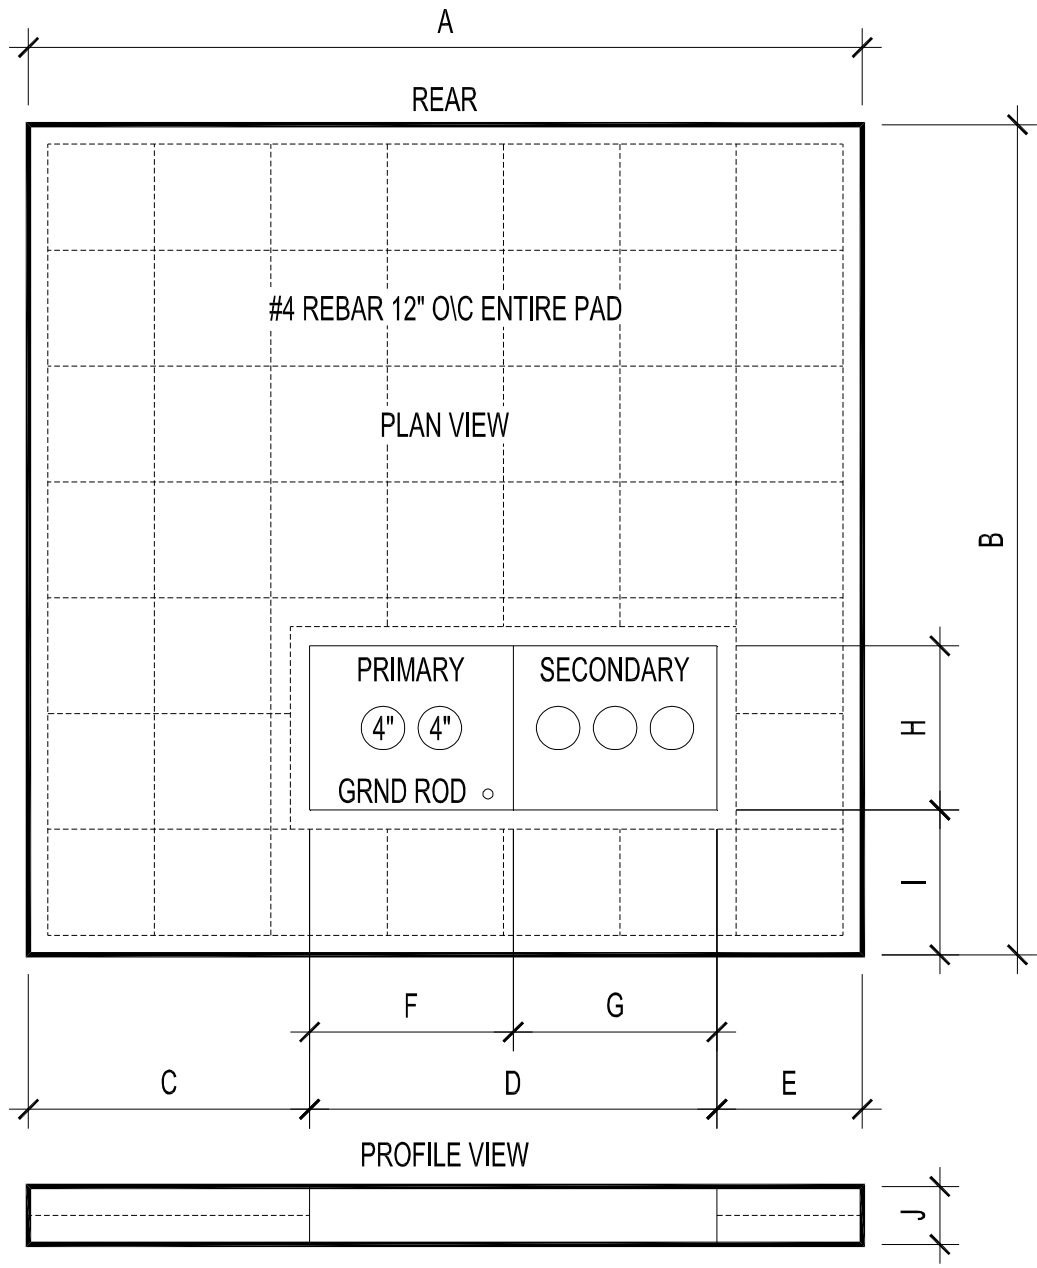 A
REAR
#4 REBAR 12" O\C ENTIRE PAD
PLAN VIEW
B
PRIMARY SECONDARY
4" 4"
H
GRND ROD
I
F G
C D E
PROFILE VIEW
J